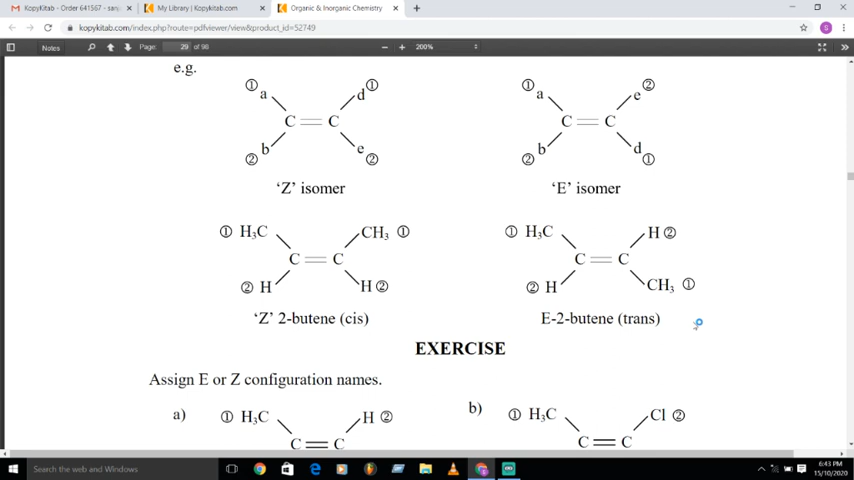 KopyKitab - Order 641567 - sanj
My Library | Kopykitab.com
Organic & Inorganic Chemistry
kopykitab.com/index.php?route=pdfviewer/view&product_id=52749
Notes
Page: 29 of 96
200%
e.g.
① a d ① ① a e ②
C = C C = C
② b e ② ② b d ①
'Z' isomer 'E' isomer
① H₃C CH₃ ① ① H₃C H ②
C = C C = C
② H H ② ② H CH₃ ①
'Z' 2-butene (cis) E-2-butene (trans)
EXERCISE
Assign E or Z configuration names.
a) ① H₃C H ② b) ① H₃C Cl ②
C = C C = C
Search the web and Windows
6:43 PM
15/10/2020